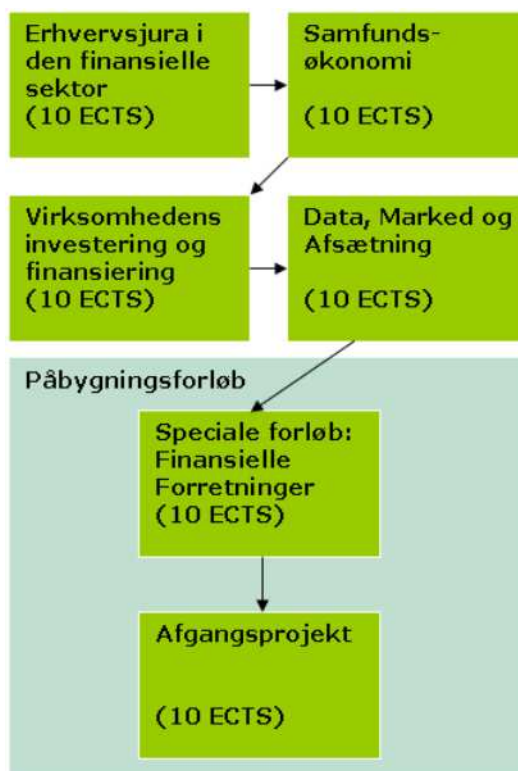 Erhvervsjura i
den finansielle
sektor
(10 ECTS)
Samfunds-
økonomi
(10 ECTS)
Virksomhedens
investering og
finansiering
(10 ECTS)
Data, Marked og
Afsætning
(10 ECTS)
Påbygningsforløb
Speciale forløb:
Finansielle
Forretninger
(10 ECTS)
Afgangsprojekt
(10 ECTS)